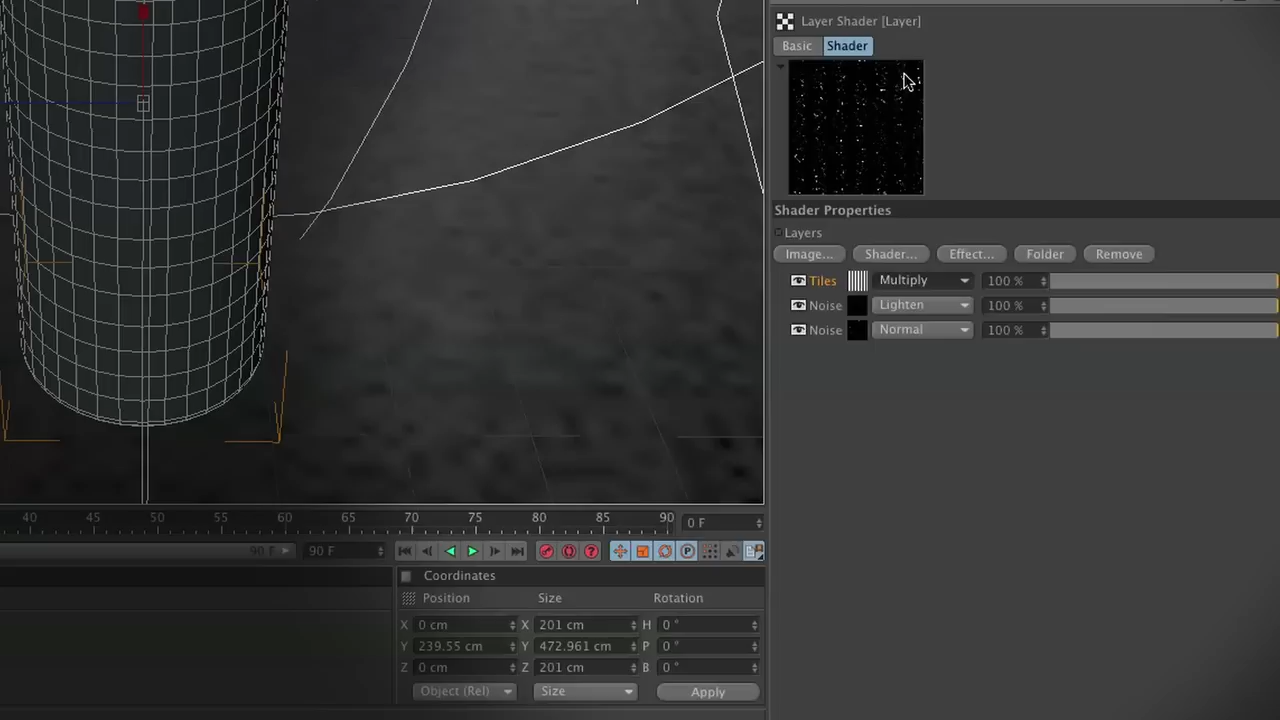 Layer Shader [Layer]
Basic Shader
Shader Properties
Layers
Image... Shader... Effect... Folder Remove
Tiles Multiply 100 %
Noise Lighten 100 %
Noise Normal 100 %
40 45 50 55 60 65 70 75 80 85 90 0 F
90 F 90 F
Coordinates
Position Size Rotation
X 0 cm X 201 cm H 0 °
Y 239.55 cm Y 472.961 cm P 0 °
Z 0 cm Z 201 cm B 0 °
Object (Rel) Size Apply